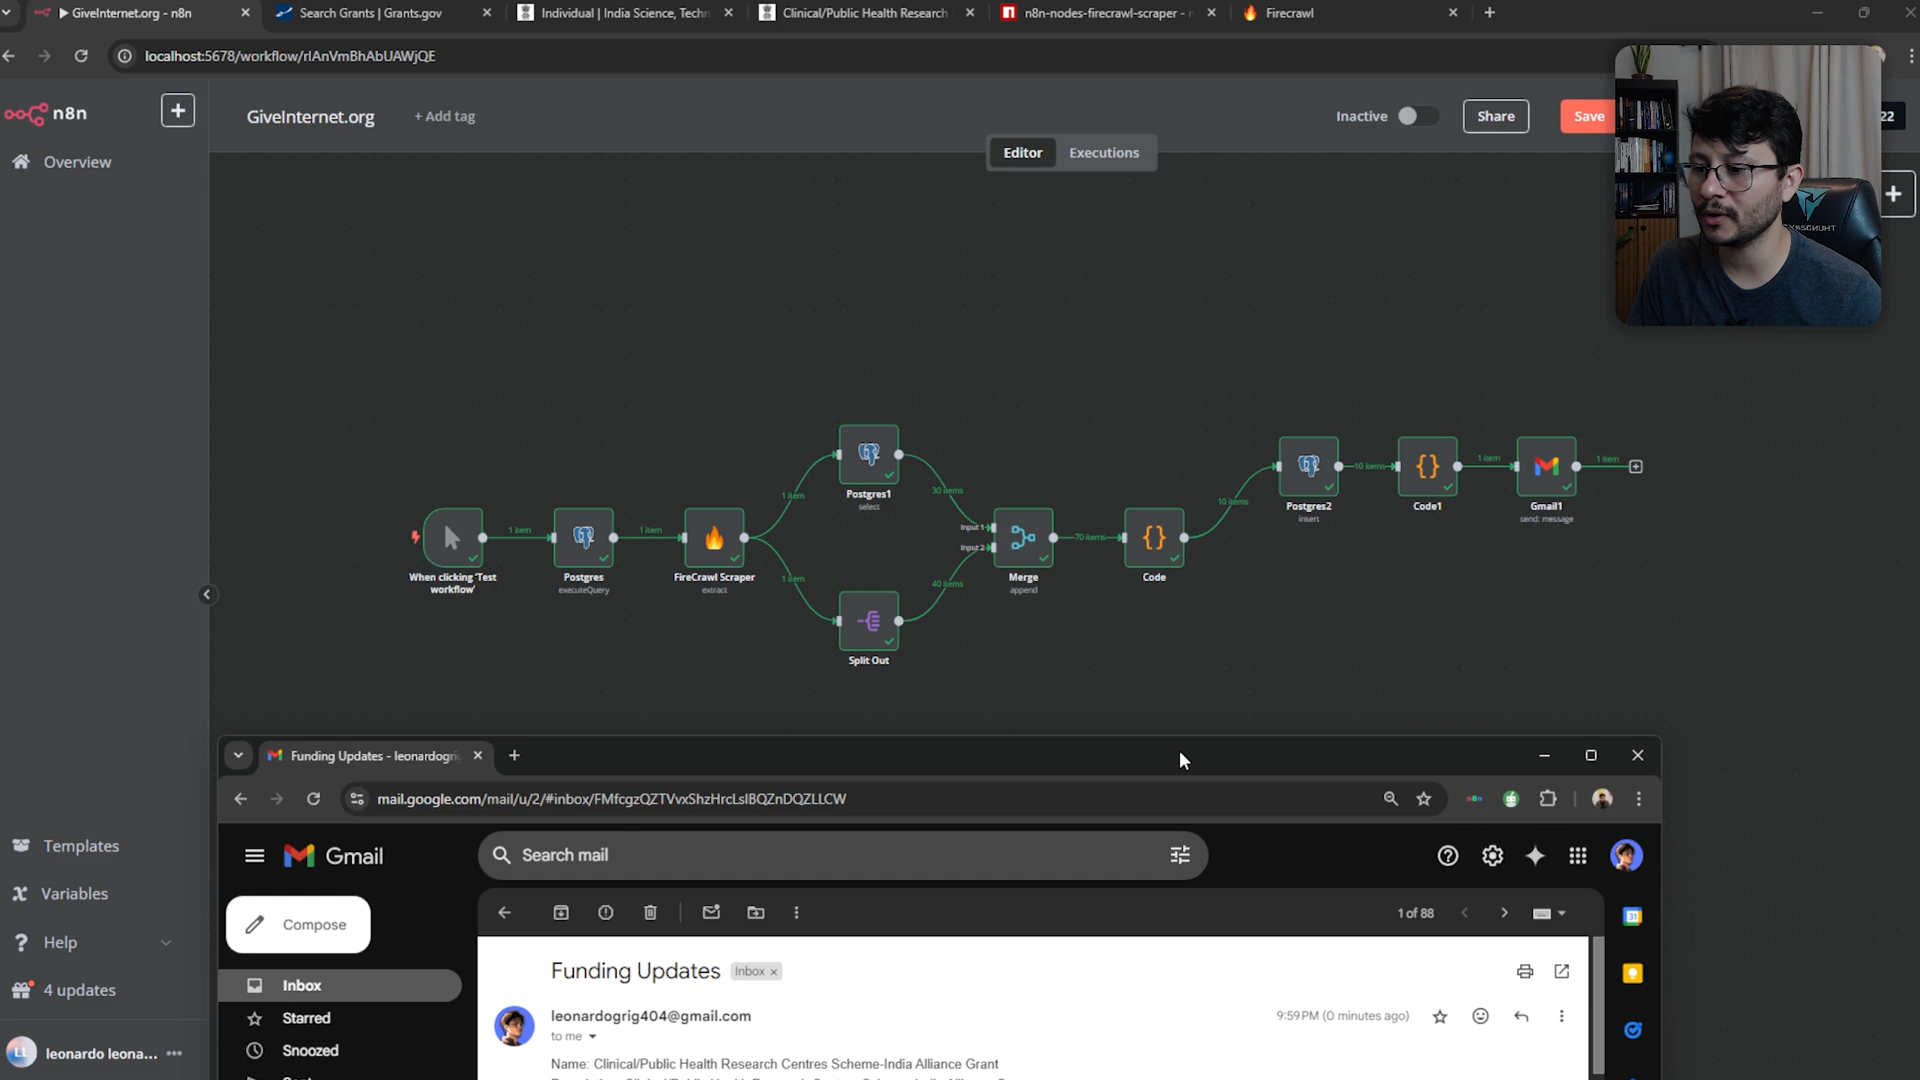 GiveInternet.org - n8n
Search Grants | Grants.gov
Individual | India Science, Techn
Clinical/Public Health Research
n8n-nodes-firecrawl-scraper -
Firecrawl
localhost:5678/workflow/rIAnVmBhAbUAWjQE
n8n
GiveInternet.org
+ Add tag
Inactive
Share
Save
22
Editor
Executions
Overview
THUNDERX3
Postgres1
select
Postgres2
insert
Code1
Gmail1
send: message
10 items
1 item
1 item
1 item
30 items
10 items
When clicking 'Test workflow'
1 item
Postgres
executeQuery
1 item
FireCrawl Scraper
extract
Input 1
Input 2
Merge
append
70 items
Code
1 item
40 items
Split Out
Templates
Variables
Help
4 updates
LL
leonardo leona...
Funding Updates - leonardogri
mail.google.com/mail/u/2/#inbox/FMfcgzQZTVvxShzHrcLsIBQZnDQZLLCW
n8n
Gmail
Search mail
Compose
1 of 88
31
Inbox
Starred
Snoozed
Funding Updates
Inbox ×
leonardogrig404@gmail.com
9:59 PM (0 minutes ago)
to me
Name: Clinical/Public Health Research Centres Scheme-India Alliance Grant